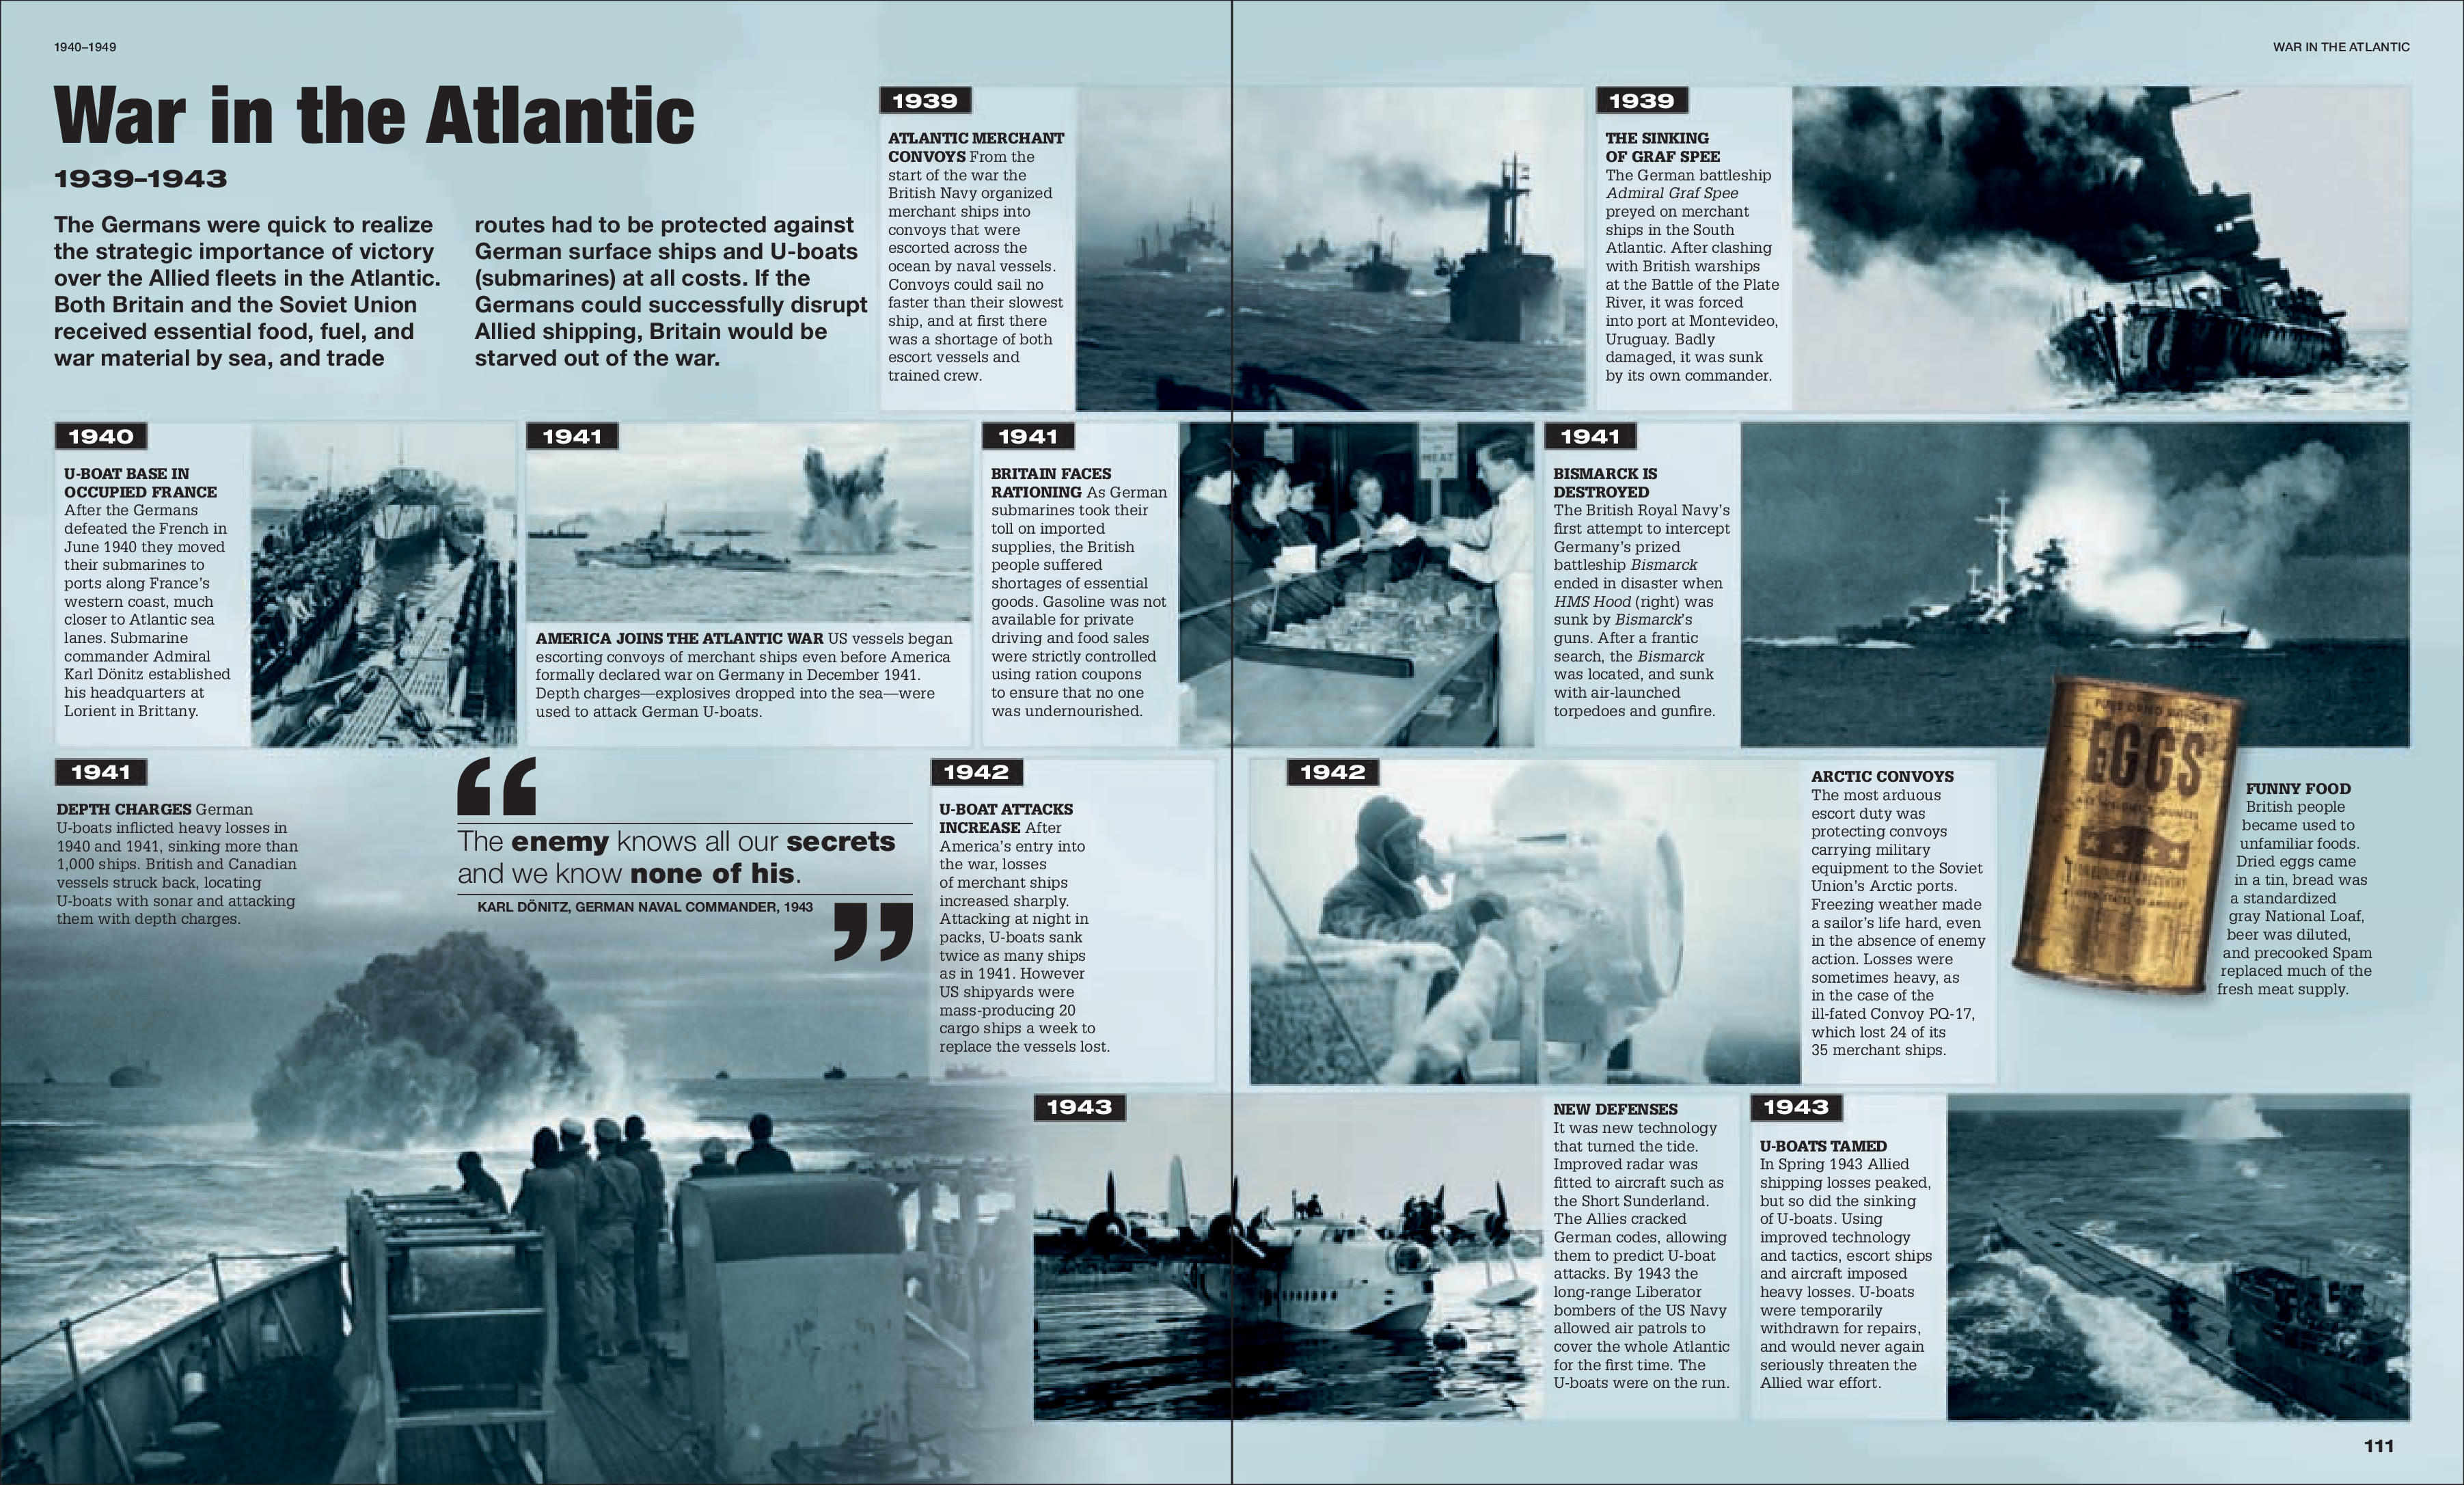 1940–1949
WAR IN THE ATLANTIC
War in the Atlantic
1939–1943
The Germans were quick to realize
the strategic importance of victory
over the Allied fleets in the Atlantic.
Both Britain and the Soviet Union
received essential food, fuel, and
war material by sea, and trade
routes had to be protected against
German surface ships and U-boats
(submarines) at all costs. If the
Germans could successfully disrupt
Allied shipping, Britain would be
starved out of the war.
1939
ATLANTIC MERCHANT
CONVOYS From the
start of the war the
British Navy organized
merchant ships into
convoys that were
escorted across the
ocean by naval vessels.
Convoys could sail no
faster than their slowest
ship, and at first there
was a shortage of both
escort vessels and
trained crew.
1939
THE SINKING
OF GRAF SPEE
The German battleship
Admiral Graf Spee
preyed on merchant
ships in the South
Atlantic. After clashing
with British warships
at the Battle of the Plate
River, it was forced
into port at Montevideo,
Uruguay. Badly
damaged, it was sunk
by its own commander.
1940
U-BOAT BASE IN
OCCUPIED FRANCE
After the Germans
defeated the French in
June 1940 they moved
their submarines to
ports along France's
western coast, much
closer to Atlantic sea
lanes. Submarine
commander Admiral
Karl Dönitz established
his headquarters at
Lorient in Brittany.
1941
AMERICA JOINS THE ATLANTIC WAR US vessels began
escorting convoys of merchant ships even before America
formally declared war on Germany in December 1941.
Depth charges—explosives dropped into the sea—were
used to attack German U-boats.
1941
BRITAIN FACES
RATIONING As German
submarines took their
toll on imported
supplies, the British
people suffered
shortages of essential
goods. Gasoline was not
available for private
driving and food sales
were strictly controlled
using ration coupons
to ensure that no one
was undernourished.
MEAT
?
1941
BISMARCK IS
DESTROYED
The British Royal Navy's
first attempt to intercept
Germany's prized
battleship Bismarck
ended in disaster when
HMS Hood (right) was
sunk by Bismarck's
guns. After a frantic
search, the Bismarck
was located, and sunk
with air-launched
torpedoes and gunfire.
1941
DEPTH CHARGES German
U-boats inflicted heavy losses in
1940 and 1941, sinking more than
1,000 ships. British and Canadian
vessels struck back, locating
U-boats with sonar and attacking
them with depth charges.
“
The enemy knows all our secrets
and we know none of his.
KARL DÖNITZ, GERMAN NAVAL COMMANDER, 1943
”
1942
U-BOAT ATTACKS
INCREASE After
America's entry into
the war, losses
of merchant ships
increased sharply.
Attacking at night in
packs, U-boats sank
twice as many ships
as in 1941. However
US shipyards were
mass-producing 20
cargo ships a week to
replace the vessels lost.
1942
ARCTIC CONVOYS
The most arduous
escort duty was
protecting convoys
carrying military
equipment to the Soviet
Union's Arctic ports.
Freezing weather made
a sailor's life hard, even
in the absence of enemy
action. Losses were
sometimes heavy, as
in the case of the
ill-fated Convoy PQ-17,
which lost 24 of its
35 merchant ships.
EGGS
FUNNY FOOD
British people
became used to
unfamiliar foods.
Dried eggs came
in a tin, bread was
a standardized
gray National Loaf,
beer was diluted,
and precooked Spam
replaced much of the
fresh meat supply.
1943
NEW DEFENSES
It was new technology
that turned the tide.
Improved radar was
fitted to aircraft such as
the Short Sunderland.
The Allies cracked
German codes, allowing
them to predict U-boat
attacks. By 1943 the
long-range Liberator
bombers of the US Navy
allowed air patrols to
cover the whole Atlantic
for the first time. The
U-boats were on the run.
1943
U-BOATS TAMED
In Spring 1943 Allied
shipping losses peaked,
but so did the sinking
of U-boats. Using
improved technology
and tactics, escort ships
and aircraft imposed
heavy losses. U-boats
were temporarily
withdrawn for repairs,
and would never again
seriously threaten the
Allied war effort.
111